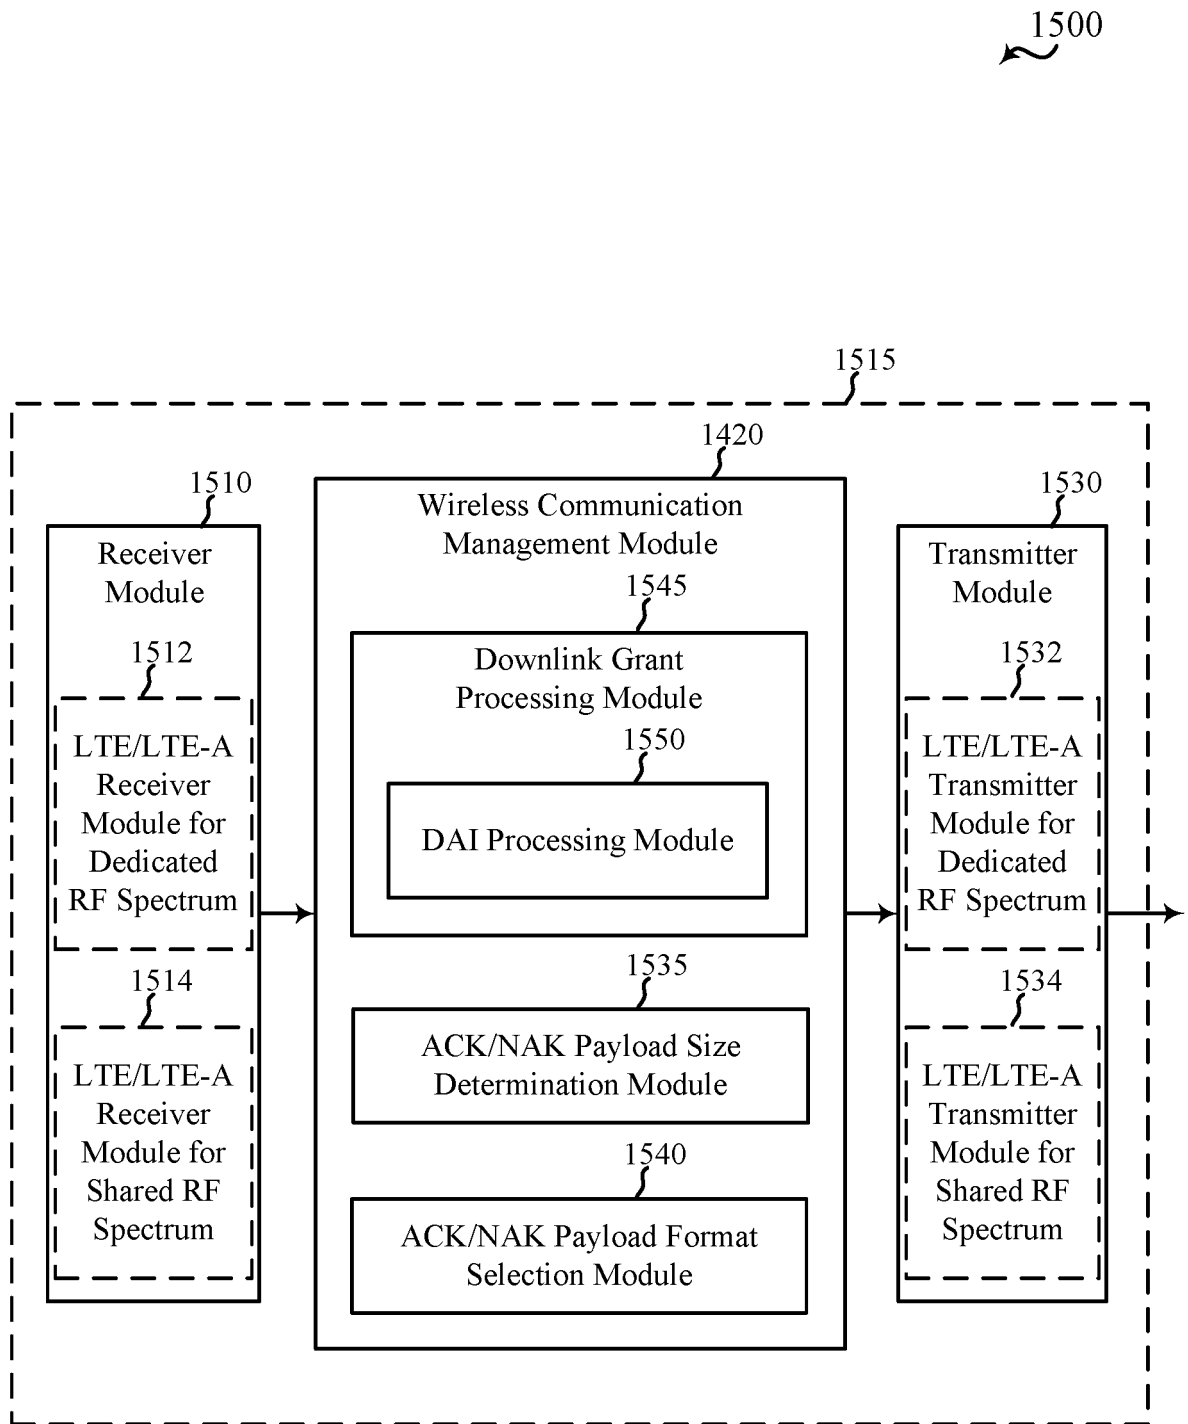 1500
1515
1420
1510
1530
Wireless Communication
Management Module
Receiver
Module
Transmitter
Module
1545
1512
1532
Downlink Grant
Processing Module
1550
LTE/LTE-A
Receiver
Module for
Dedicated
RF Spectrum
DAI Processing Module
LTE/LTE-A
Transmitter
Module for
Dedicated
RF Spectrum
1535
1514
1534
ACK/NAK Payload Size
Determination Module
LTE/LTE-A
Receiver
Module for
Shared RF
Spectrum
LTE/LTE-A
Transmitter
Module for
Shared RF
Spectrum
1540
ACK/NAK Payload Format
Selection Module